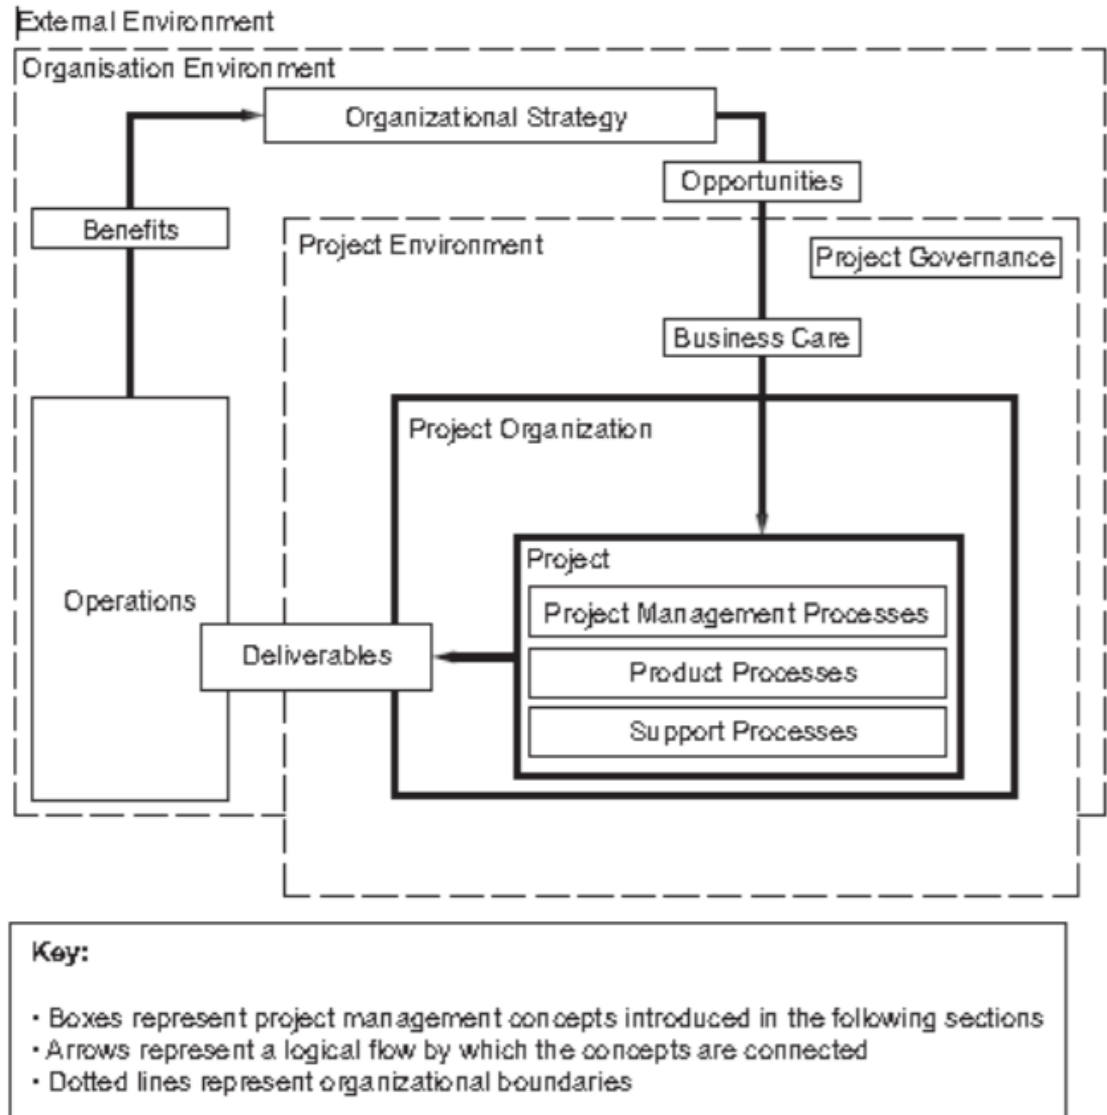 External Environment
Organisation Environment
Organizational Strategy
Opportunities
Benefits
Project Environment
Project Governance
Business Care
Project Organization
Project
Operations
Project Management Processes
Deliverables
Product Processes
Support Processes
Key:
• Boxes represent project management concepts introduced in the following sections
• Arrows represent a logical flow by which the concepts are connected
• Dotted lines represent organizational boundaries